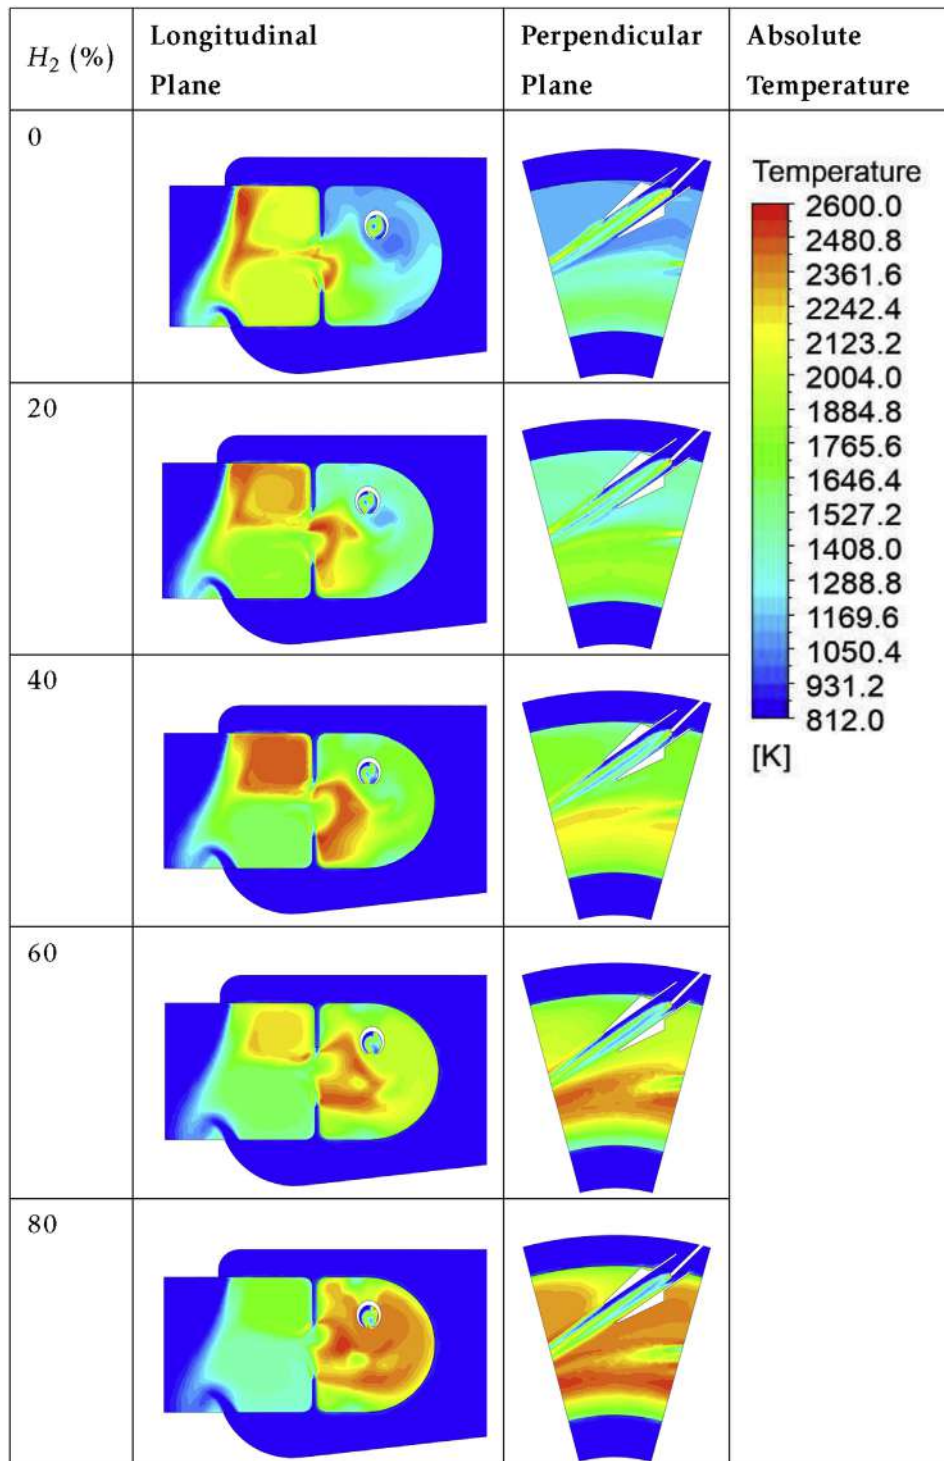 H₂ (%)
Longitudinal
Plane
Perpendicular
Plane
Absolute
Temperature
0
Temperature
2600.0
2480.8
2361.6
2242.4
2123.2
2004.0
1884.8
1765.6
1646.4
1527.2
1408.0
1288.8
1169.6
1050.4
931.2
812.0
[K]
20
40
60
80